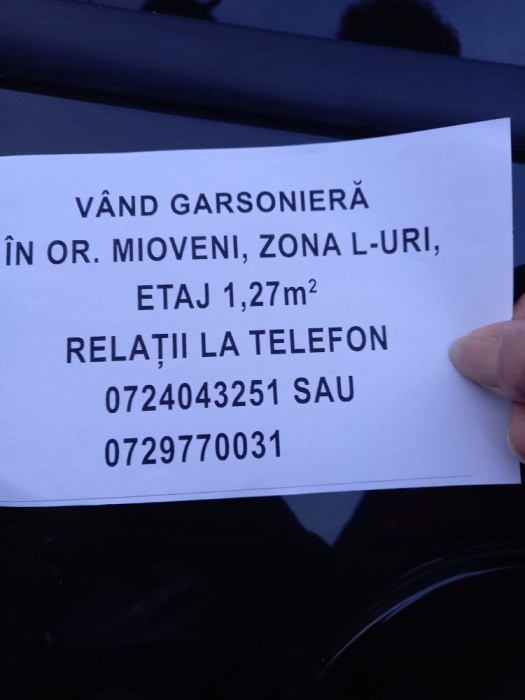 VÂND GARSONIERĂ
ÎN OR. MIOVENI, ZONA L-URI,
ETAJ 1,27m²
RELAȚII LA TELEFON
0724043251 SAU
0729770031